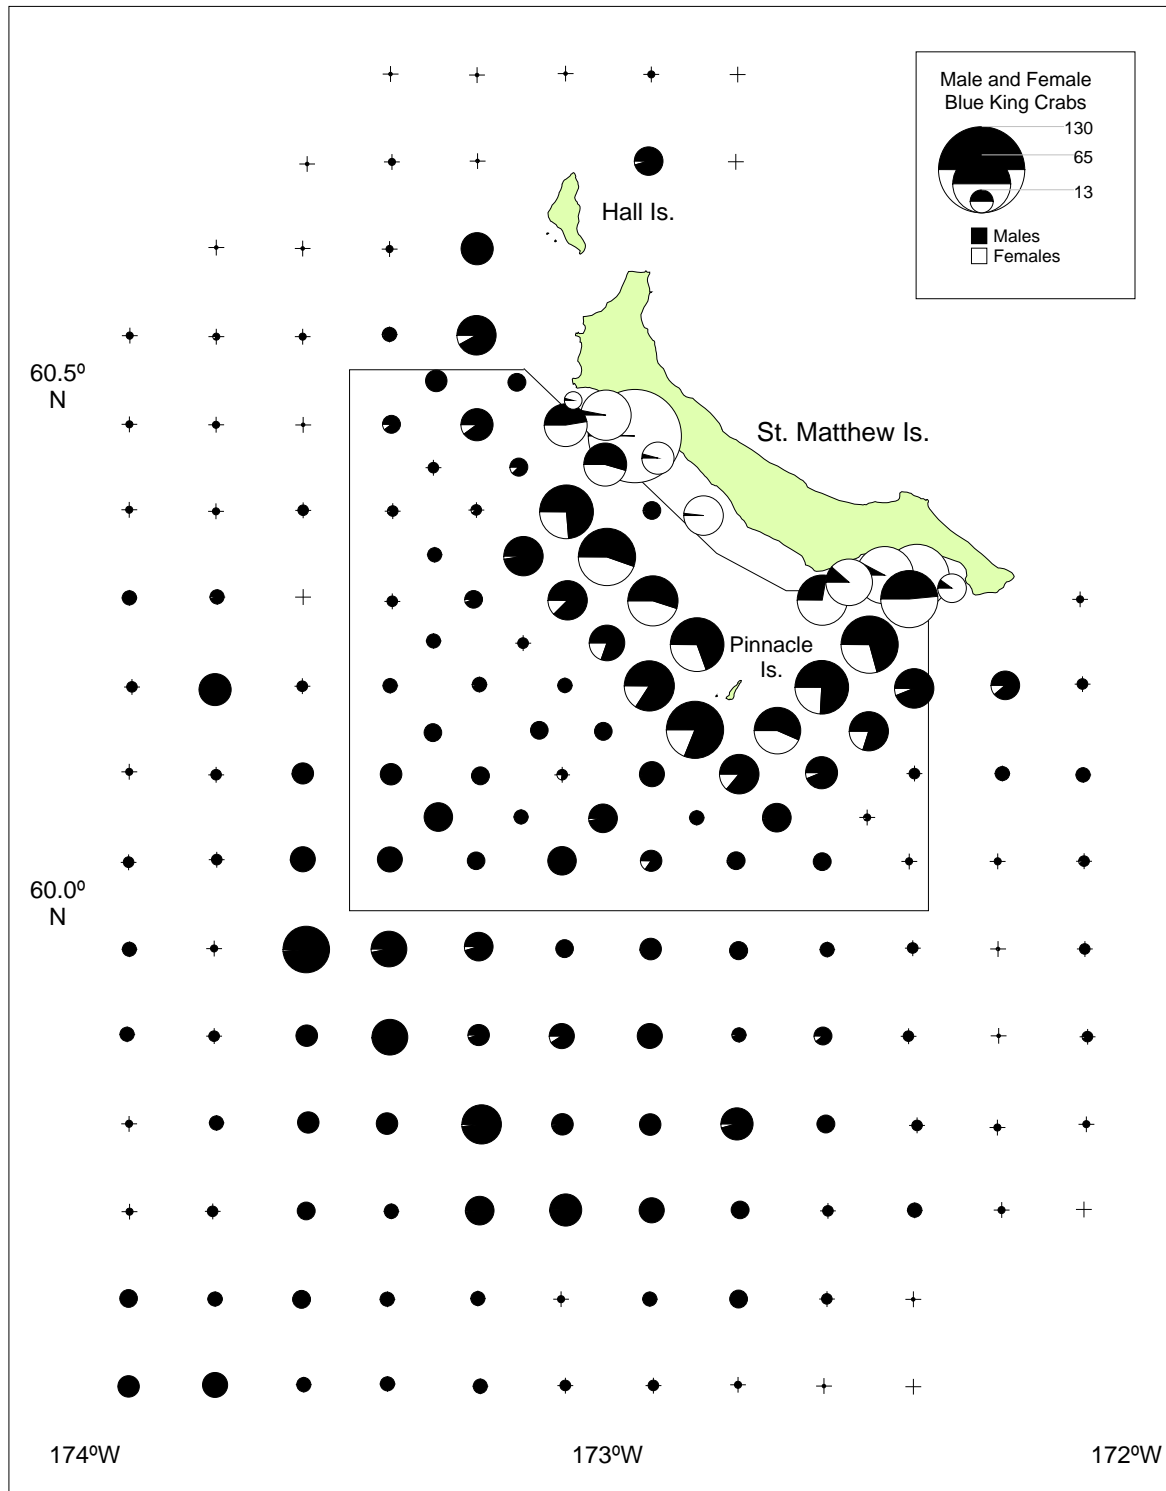 Male and Female
Blue King Crabs
130
65
13
Males
Females
Hall Is.
60.5º
N
St. Matthew Is.
Pinnacle
Is.
60.0º
N
174ºW
173ºW
172ºW